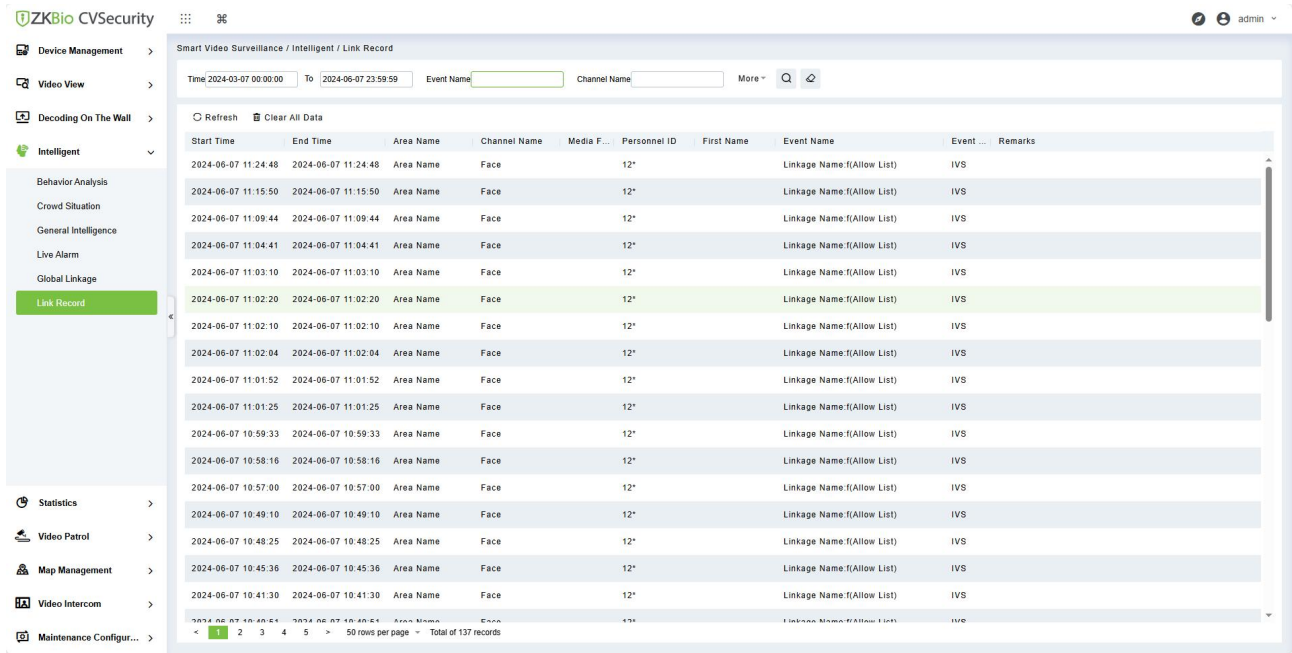 ZKBio CVSecurity
admin
Device Management
Video View
Decoding On The Wall
Intelligent
Behavior Analysis
Crowd Situation
General Intelligence
Live Alarm
Global Linkage
Link Record
Statistics
Video Patrol
Map Management
Video Intercom
Maintenance Configur...
Smart Video Surveillance / Intelligent / Link Record
Time 2024-03-07 00:00:00 To 2024-06-07 23:59:59 Event Name Channel Name More
Refresh Clear All Data
Start Time End Time Area Name Channel Name Media F... Personnel ID First Name Event Name Event ... Remarks
2024-06-07 11:24:48 2024-06-07 11:24:48 Area Name Face 12* Linkage Name:f(Allow List) IVS
2024-06-07 11:15:50 2024-06-07 11:15:50 Area Name Face 12* Linkage Name:f(Allow List) IVS
2024-06-07 11:09:44 2024-06-07 11:09:44 Area Name Face 12* Linkage Name:f(Allow List) IVS
2024-06-07 11:04:41 2024-06-07 11:04:41 Area Name Face 12* Linkage Name:f(Allow List) IVS
2024-06-07 11:03:10 2024-06-07 11:03:10 Area Name Face 12* Linkage Name:f(Allow List) IVS
2024-06-07 11:02:20 2024-06-07 11:02:20 Area Name Face 12* Linkage Name:f(Allow List) IVS
2024-06-07 11:02:10 2024-06-07 11:02:10 Area Name Face 12* Linkage Name:f(Allow List) IVS
2024-06-07 11:02:04 2024-06-07 11:02:04 Area Name Face 12* Linkage Name:f(Allow List) IVS
2024-06-07 11:01:52 2024-06-07 11:01:52 Area Name Face 12* Linkage Name:f(Allow List) IVS
2024-06-07 11:01:25 2024-06-07 11:01:25 Area Name Face 12* Linkage Name:f(Allow List) IVS
2024-06-07 10:59:33 2024-06-07 10:59:33 Area Name Face 12* Linkage Name:f(Allow List) IVS
2024-06-07 10:58:16 2024-06-07 10:58:16 Area Name Face 12* Linkage Name:f(Allow List) IVS
2024-06-07 10:57:00 2024-06-07 10:57:00 Area Name Face 12* Linkage Name:f(Allow List) IVS
2024-06-07 10:49:10 2024-06-07 10:49:10 Area Name Face 12* Linkage Name:f(Allow List) IVS
2024-06-07 10:48:25 2024-06-07 10:48:25 Area Name Face 12* Linkage Name:f(Allow List) IVS
2024-06-07 10:45:36 2024-06-07 10:45:36 Area Name Face 12* Linkage Name:f(Allow List) IVS
2024-06-07 10:41:30 2024-06-07 10:41:30 Area Name Face 12* Linkage Name:f(Allow List) IVS
< 1 2 3 4 5 > 50 rows per page Total of 137 records